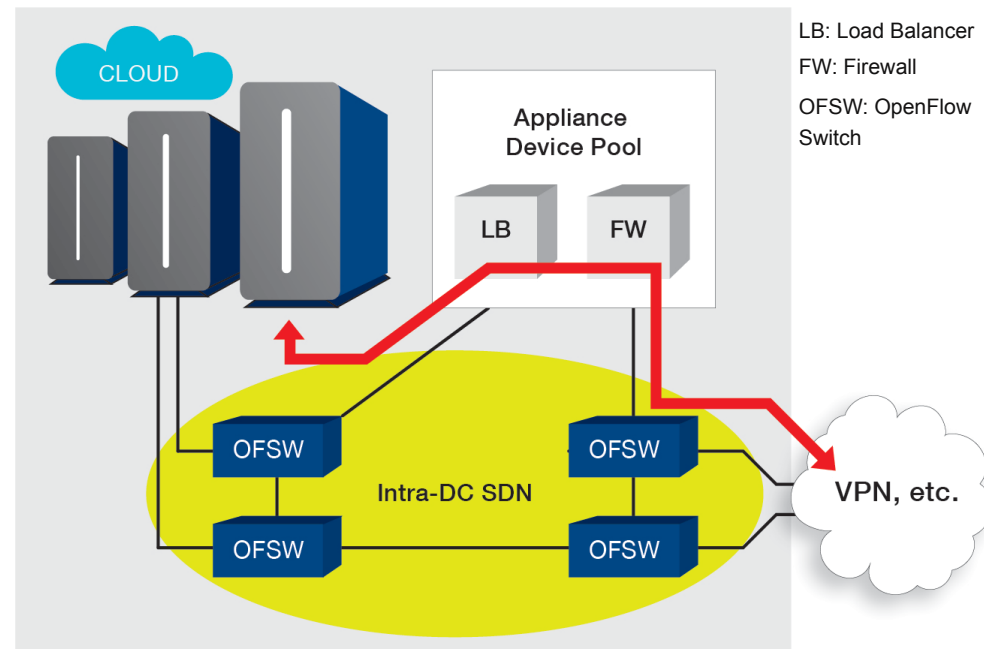 CLOUD
Appliance
Device Pool
LB
FW
LB: Load Balancer
FW: Firewall
OFSW: OpenFlow
Switch
OFSW
OFSW
Intra-DC SDN
OFSW
OFSW
VPN, etc.